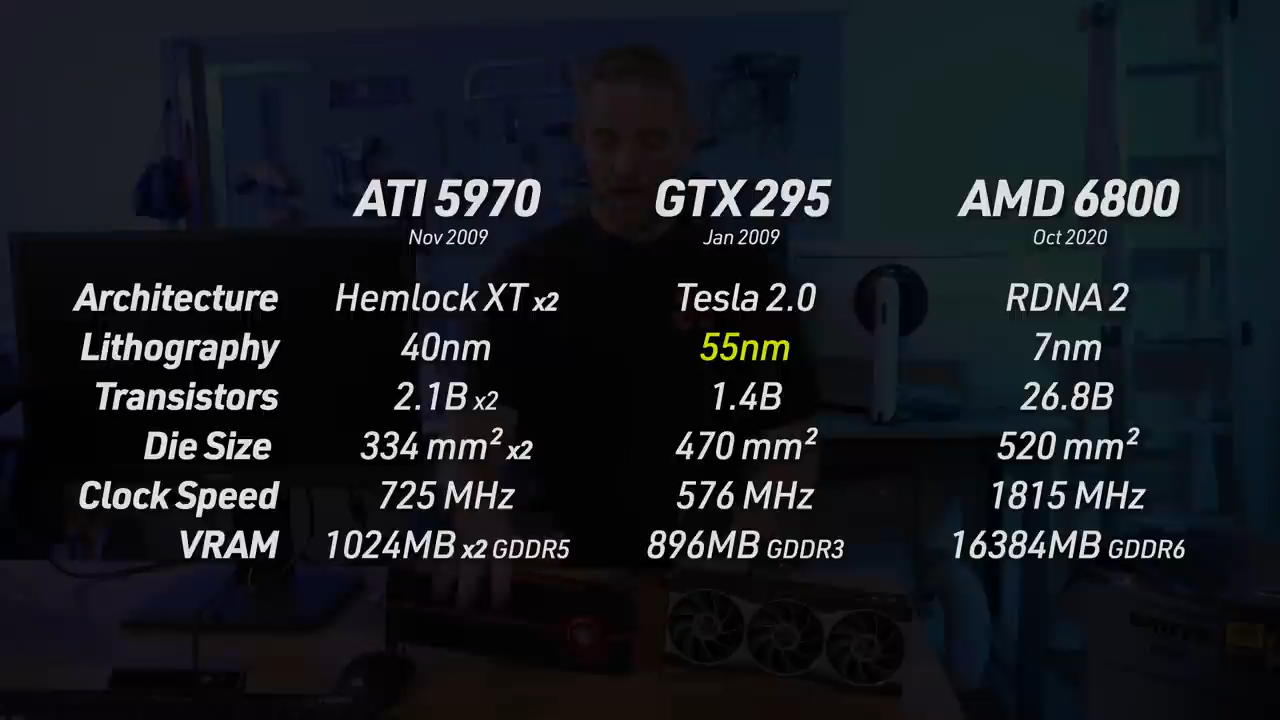 ATI 5970 GTX 295 AMD 6800
Nov 2009 Jan 2009 Oct 2020
Architecture Hemlock XT x2 Tesla 2.0 RDNA 2
Lithography 40nm 55nm 7nm
Transistors 2.1B x2 1.4B 26.8B
Die Size 334 mm² x2 470 mm² 520 mm²
Clock Speed 725 MHz 576 MHz 1815 MHz
VRAM 1024MB x2 GDDR5 896MB GDDR3 16384MB GDDR6